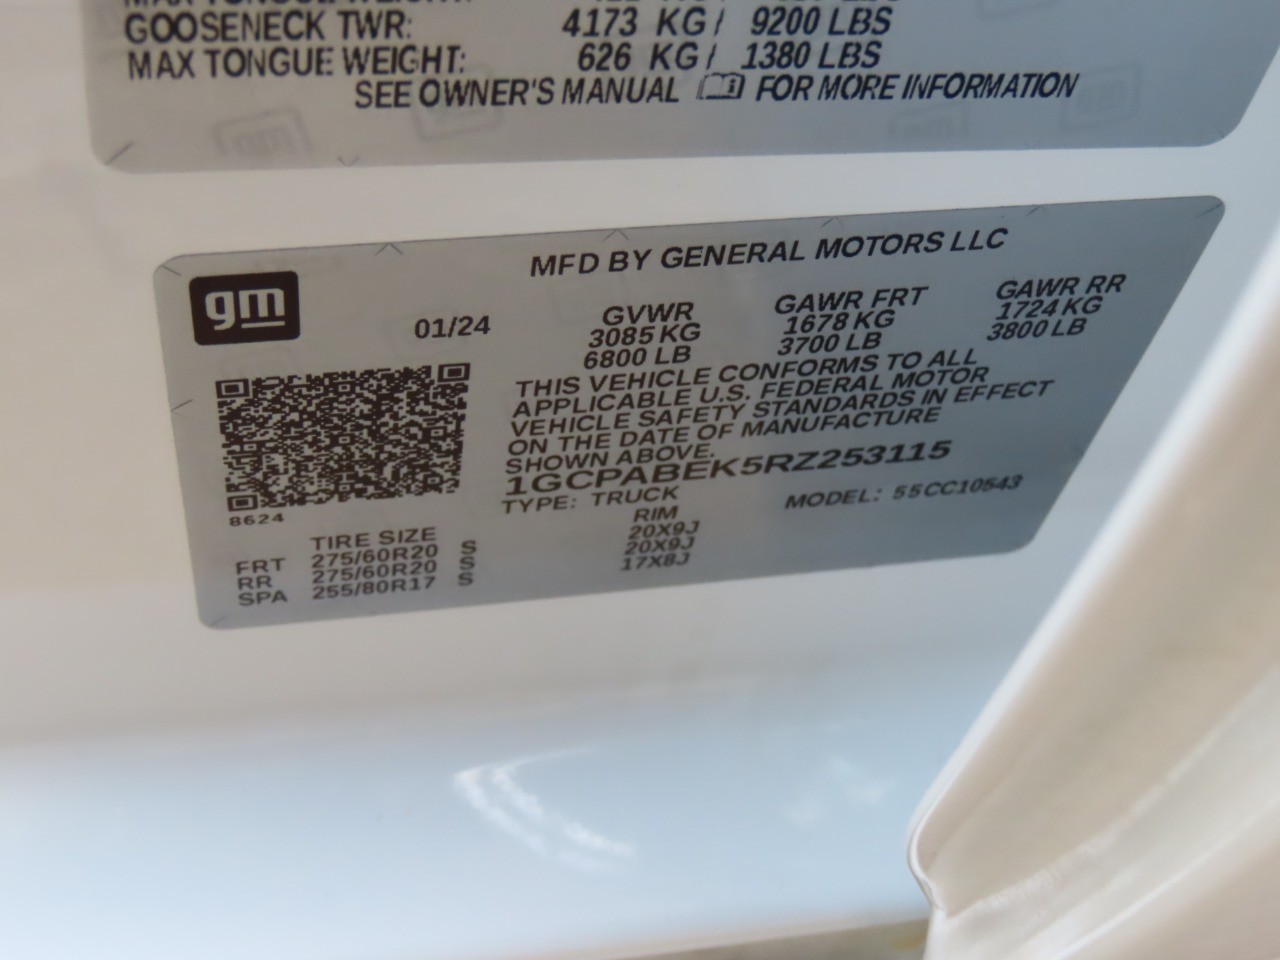 MAX TONGUE WEIGHT:
GOOSENECK TWR: 4173 KG/ 9200 LBS
MAX TONGUE WEIGHT: 626 KG/ 1380 LBS
SEE OWNER'S MANUAL FOR MORE INFORMATION
gm
MFD BY GENERAL MOTORS LLC
01/24
GVWR GAWR FRT GAWR RR
3085 KG 1678 KG 1724 KG
6800 LB 3700 LB 3800 LB
THIS VEHICLE CONFORMS TO ALL
APPLICABLE U.S. FEDERAL MOTOR
VEHICLE SAFETY STANDARDS IN EFFECT
ON THE DATE OF MANUFACTURE
SHOWN ABOVE.
1GCPABEK5RZ253115
TYPE: TRUCK MODEL: 55CC10543
8624
TIRE SIZE RIM
FRT 275/60R20 S 20X9J
RR 275/60R20 S 20X9J
SPA 255/80R17 S 17X8J